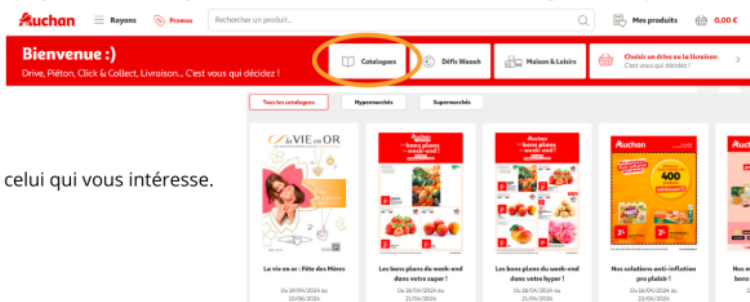 Auchan
Rayons
Promos
Rechercher un produit...
Mes produits
0,00 €
Bienvenue :)
Drive, Piéton, Click & Collect, Livraison... C'est vous qui décidez !
Catalogues
Défis Waaoh
Maison & Loisirs
Choisir un drive ou la livraison
C'est vous qui décidez !
Tous les catalogues
Hypermarchés
Supermarchés
celui qui vous intéresse.
la VIE en OR
Auchan
les bons plans
du week-end !
Auchan
les bons plans
du week-end !
Auchan
400
La vie en or : Fête des Mères
Du 10/04/2024 au
10/06/2024
Les bons plans du week-end
dans votre super !
Du 18/04/2024 au
21/04/2024
Les bons plans du week-end
dans votre hyper !
Du 18/04/2024 au
21/04/2024
Nos solutions anti-inflation
pro plaisir !
Du 16/04/2024 au
22/04/2024